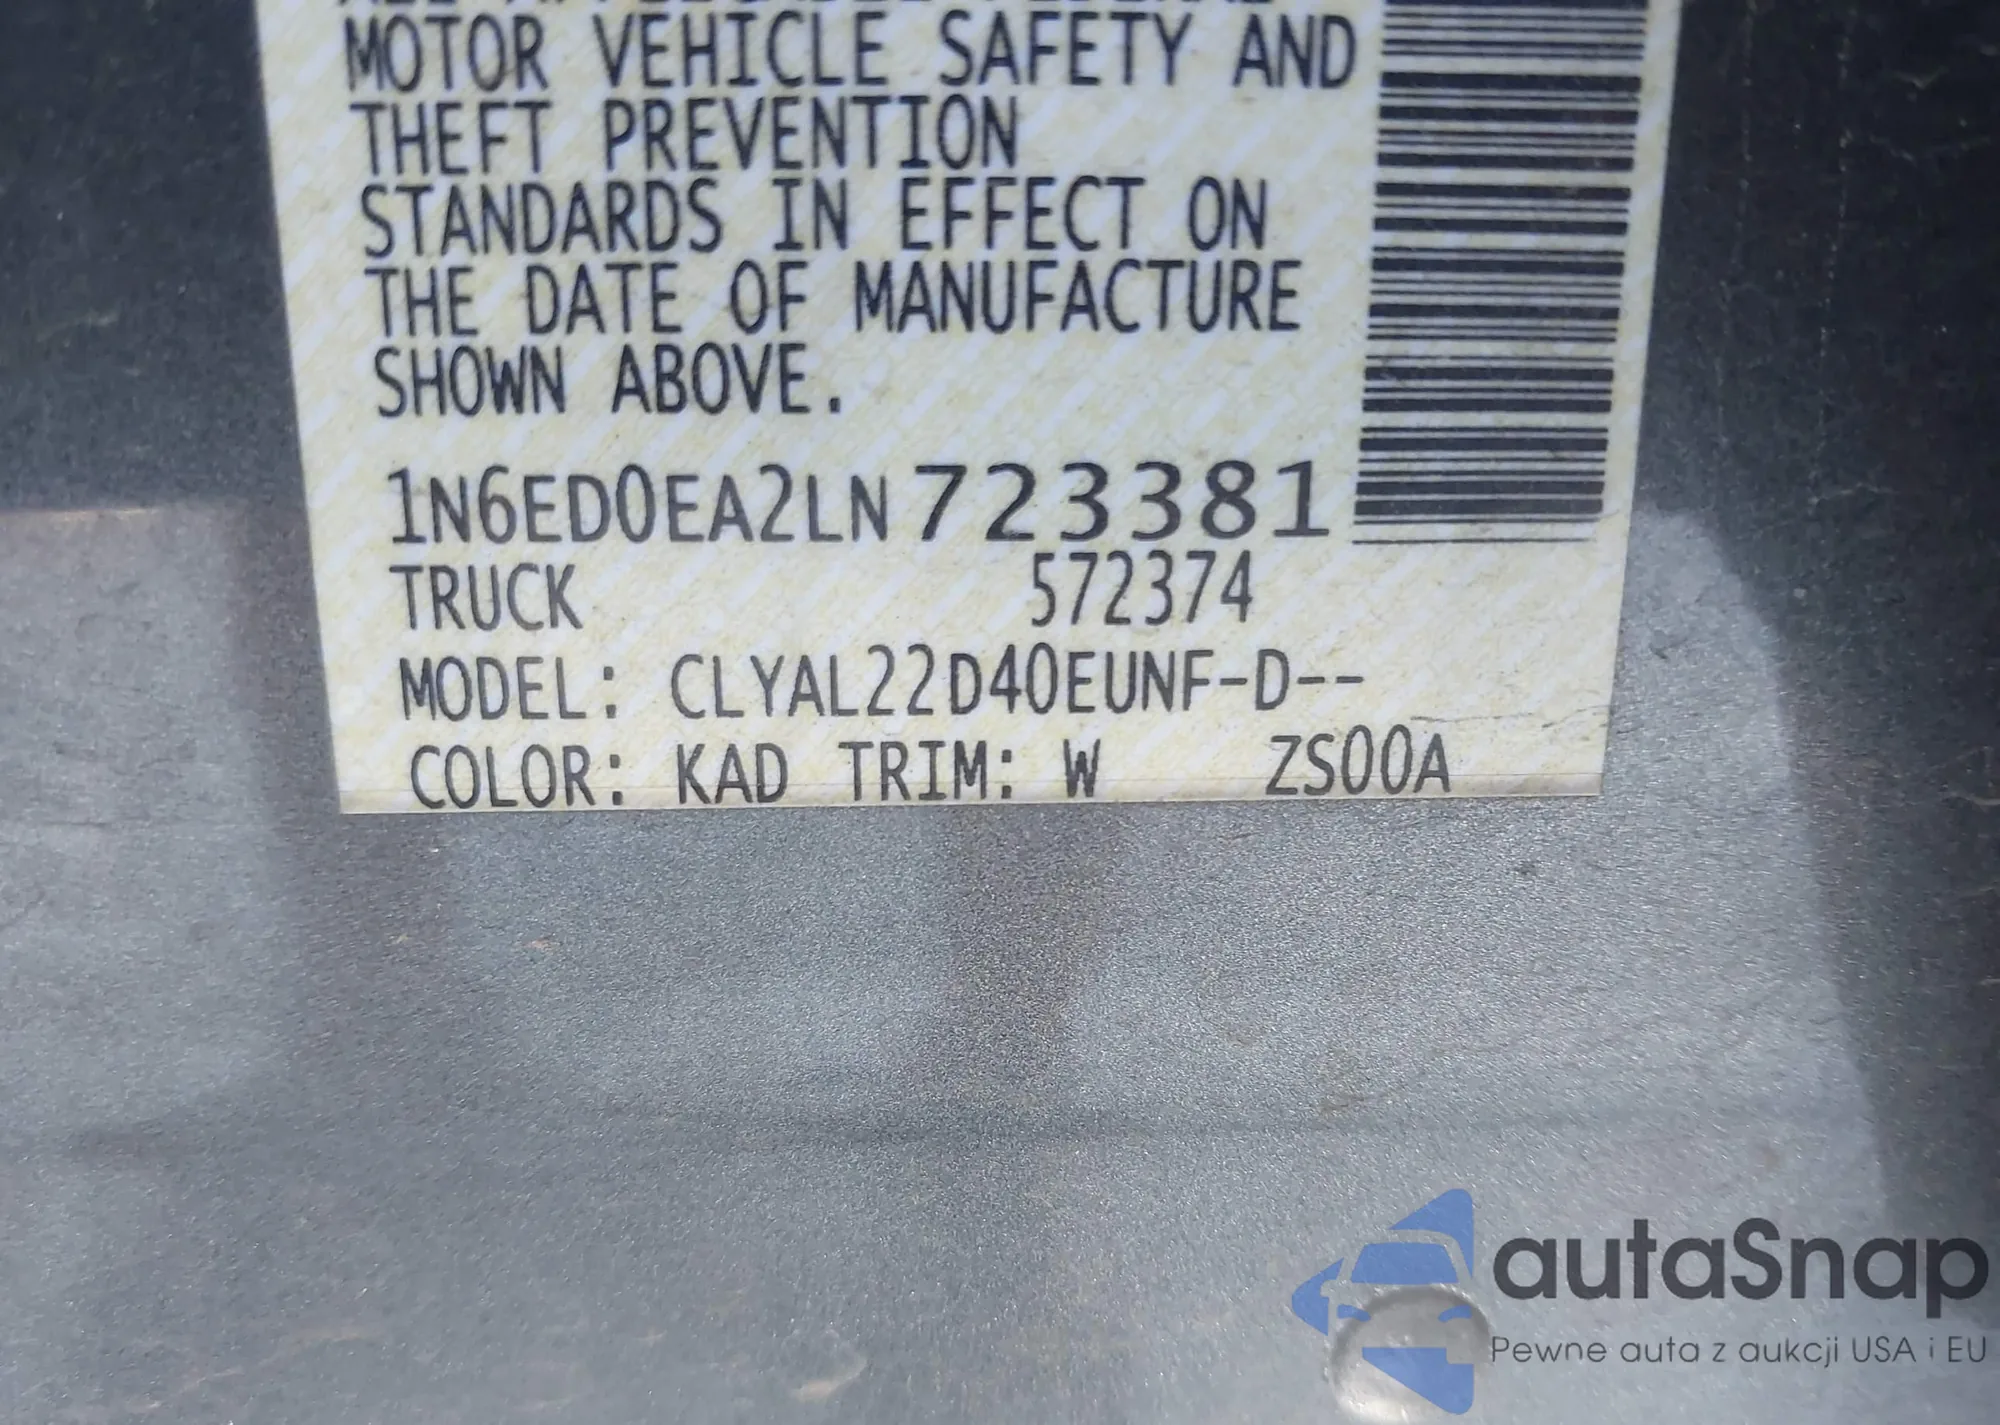 MOTOR VEHICLE SAFETY AND
THEFT PREVENTION
STANDARDS IN EFFECT ON
THE DATE OF MANUFACTURE
SHOWN ABOVE.
1N6ED0EA2LN723381
TRUCK 572374
MODEL: CLYAL22D40EUNF-D--
COLOR: KAD TRIM: W ZS00A
autaSnap
Pewne auta z aukcji USA i EU